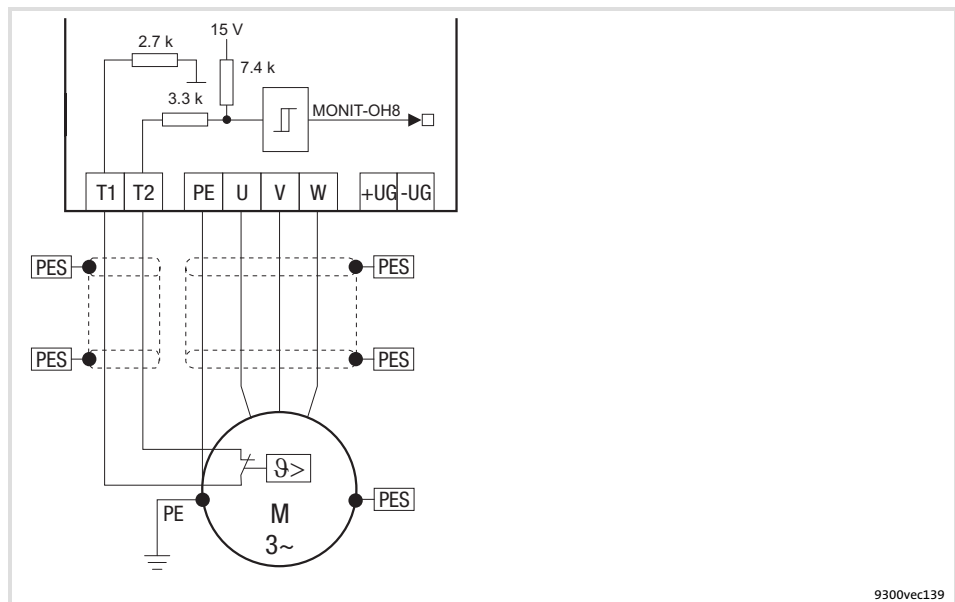 15 V
2.7 k
7.4 k
3.3 k
MONIT-OH8
T1 T2 PE U V W +UG -UG
PES PES
PES PES
ϑ>
PES
PE
M
3~
9300vec139